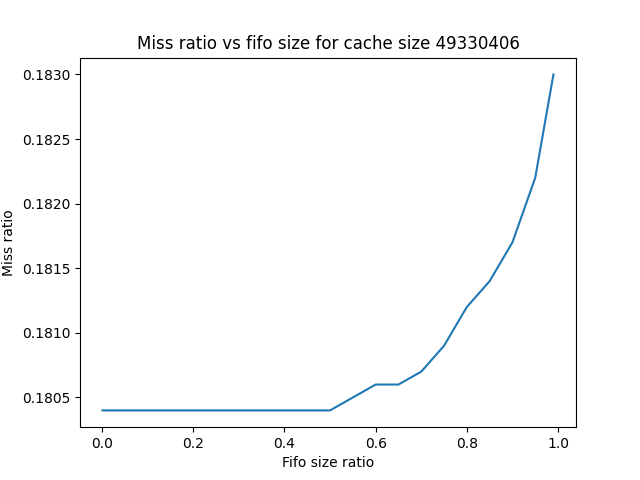 Miss ratio vs fifo size for cache size 49330406
0.1830
0.1825
0.1820
0.1815
0.1810
0.1805
Miss ratio
0.0 0.2 0.4 0.6 0.8 1.0
Fifo size ratio